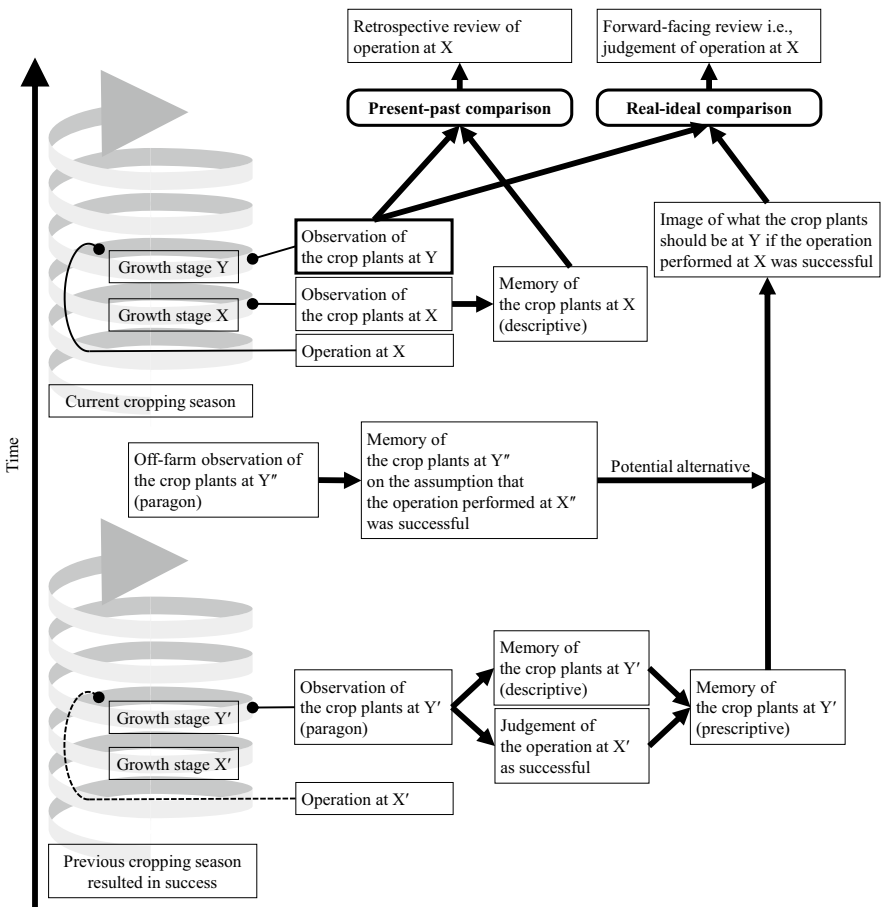 Retrospective review of
operation at X
Forward-facing review i.e.,
judgement of operation at X
Present-past comparison
Real-ideal comparison
Image of what the crop plants
should be at Y if the operation
performed at X was successful
Observation of
the crop plants at Y
Growth stage Y
Memory of
the crop plants at X
(descriptive)
Observation of
the crop plants at X
Growth stage X
Operation at X
Current cropping season
Time
Off-farm observation of
the crop plants at Y″
(paragon)
Memory of
the crop plants at Y″
on the assumption that
the operation performed at X″
was successful
Potential alternative
Memory of
the crop plants at Y′
(descriptive)
Observation of
the crop plants at Y′
(paragon)
Memory of
the crop plants at Y′
(prescriptive)
Growth stage Y′
Judgement of
the operation at X′
as successful
Growth stage X′
Operation at X′
Previous cropping season
resulted in success